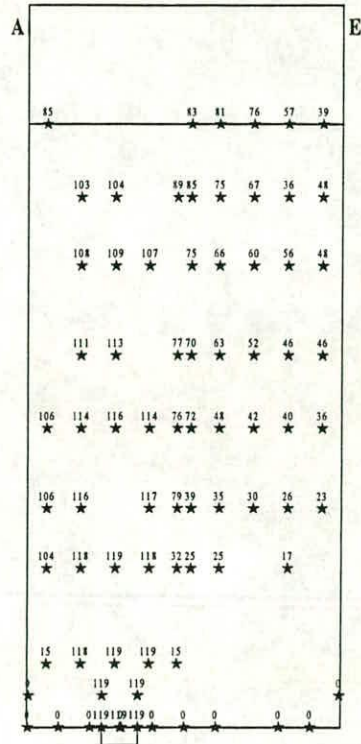 A E
85 83 81 76 57 39
103 104 89 85 75 67 36 48
108 109 107 75 66 60 56 48
111 113 77 70 63 52 46 46
106 114 116 114 76 72 48 42 40 36
106 116 117 79 39 35 30 26 23
104 118 119 118 32 25 25 17
15 118 119 119 15
0 119 119 0
0 0 0 119 119 119 0 0 0 0 0